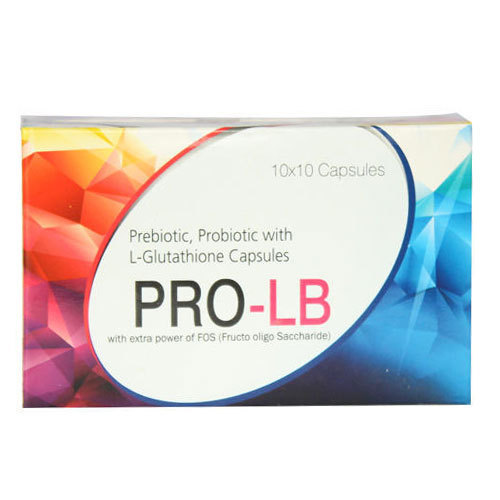 10x10 Capsules
Prebiotic, Probiotic with
L-Glutathione Capsules
PRO-LB
with extra power of FOS (Fructo oligo Saccharide)